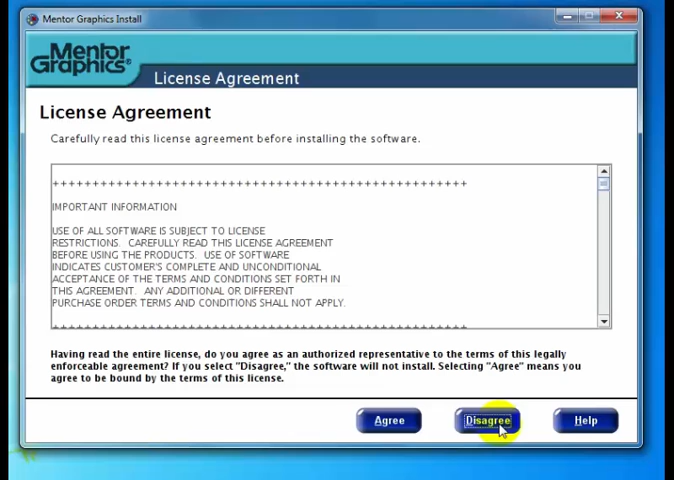 Mentor Graphics Install
Mentor
Graphics®
License Agreement
License Agreement
Carefully read this license agreement before installing the software.
++++++++++++++++++++++++++++++++++++++++++++++++++++
IMPORTANT INFORMATION
USE OF ALL SOFTWARE IS SUBJECT TO LICENSE
RESTRICTIONS. CAREFULLY READ THIS LICENSE AGREEMENT
BEFORE USING THE PRODUCTS. USE OF SOFTWARE
INDICATES CUSTOMER'S COMPLETE AND UNCONDITIONAL
ACCEPTANCE OF THE TERMS AND CONDITIONS SET FORTH IN
THIS AGREEMENT. ANY ADDITIONAL OR DIFFERENT
PURCHASE ORDER TERMS AND CONDITIONS SHALL NOT APPLY.
++++++++++++++++++++++++++++++++++++++++++++++++++++
Having read the entire license, do you agree as an authorized representative to the terms of this legally
enforceable agreement? If you select "Disagree," the software will not install. Selecting "Agree" means you
agree to be bound by the terms of this license.
Agree Disagree Help